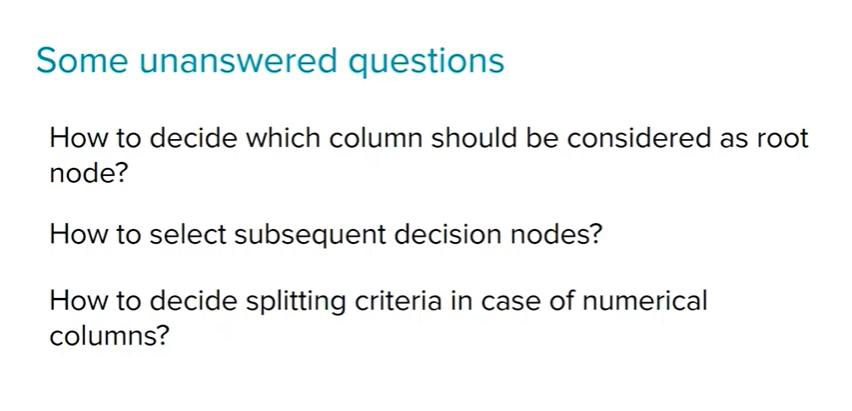 Some unanswered questions
How to decide which column should be considered as root
node?
How to select subsequent decision nodes?
How to decide splitting criteria in case of numerical
columns?